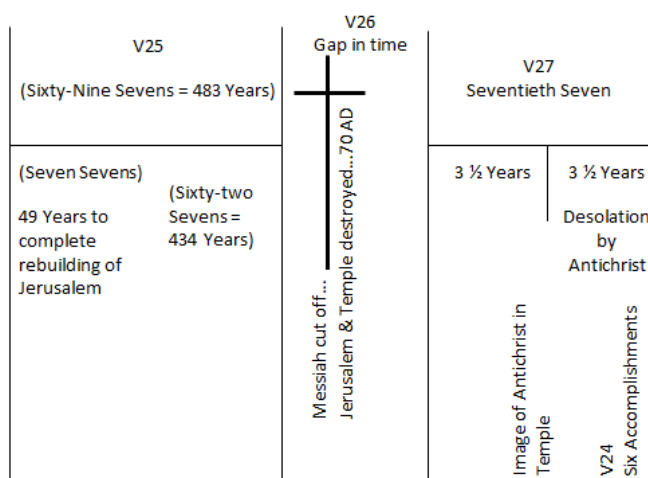 V25
(Sixty-Nine Sevens = 483 Years)
(Seven Sevens)
49 Years to
complete
rebuilding of
Jerusalem
(Sixty-two
Sevens =
434 Years)
V26
Gap in time
Messiah cut off...
Jerusalem & Temple destroyed...70 AD
V27
Seventieth Seven
3 ½ Years
3 ½ Years
Desolation
by
Antichrist
Image of Antichrist in
Temple
V24
Six Accomplishments